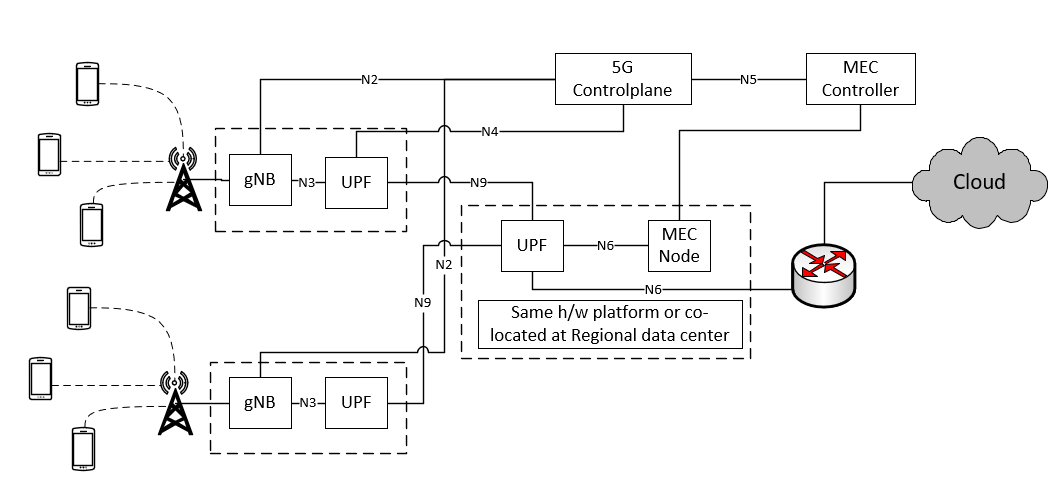 5G
Controlplane
MEC
Controller
N2
N5
N4
gNB
N3
UPF
N9
Cloud
UPF
N6
MEC
Node
N2
N6
N9
Same h/w platform or co-
located at Regional data center
gNB
N3
UPF